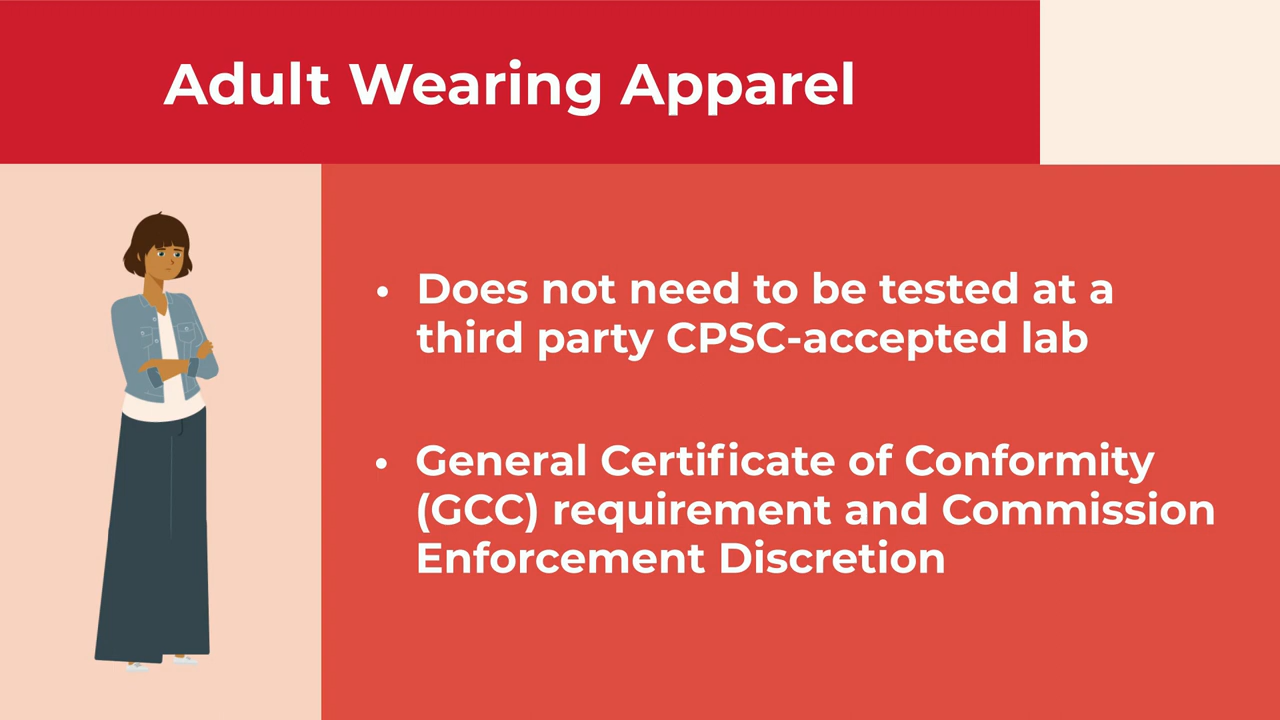 Adult Wearing Apparel
• Does not need to be tested at a
third party CPSC-accepted lab
• General Certificate of Conformity
(GCC) requirement and Commission
Enforcement Discretion